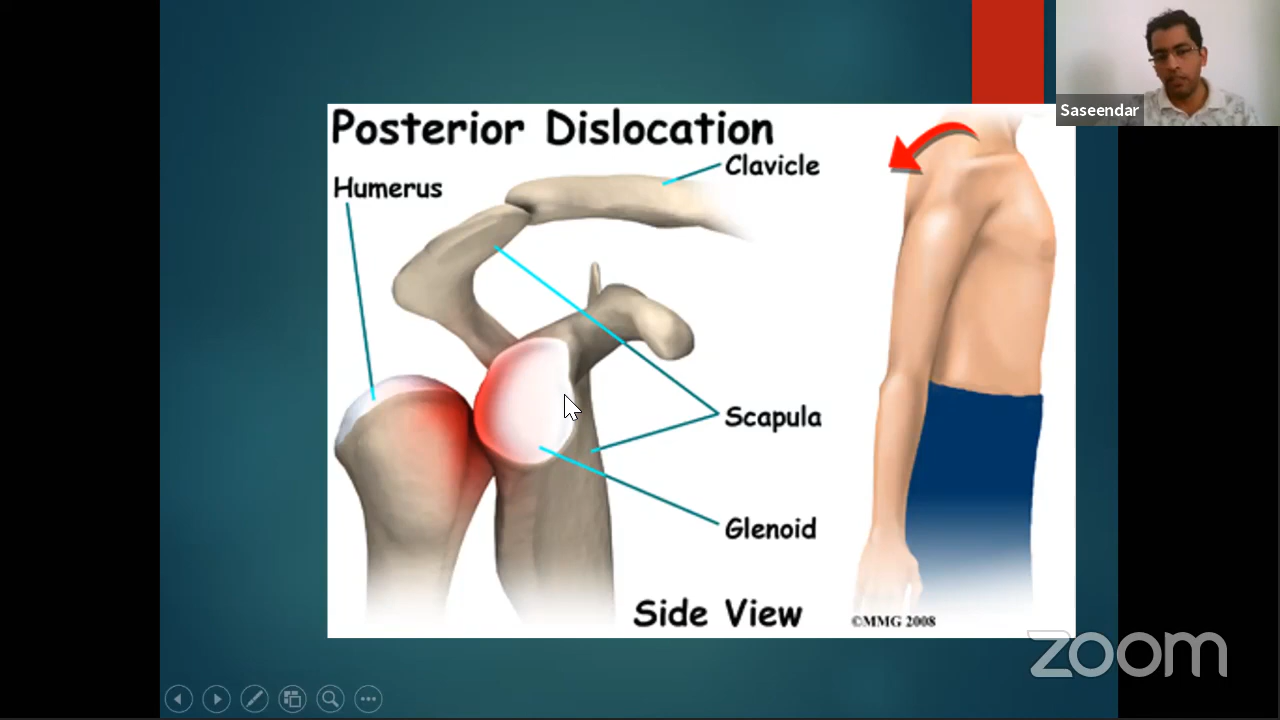 Saseendar
Posterior Dislocation
Clavicle
Humerus
Scapula
Glenoid
Side View
©MMG 2008
zoom